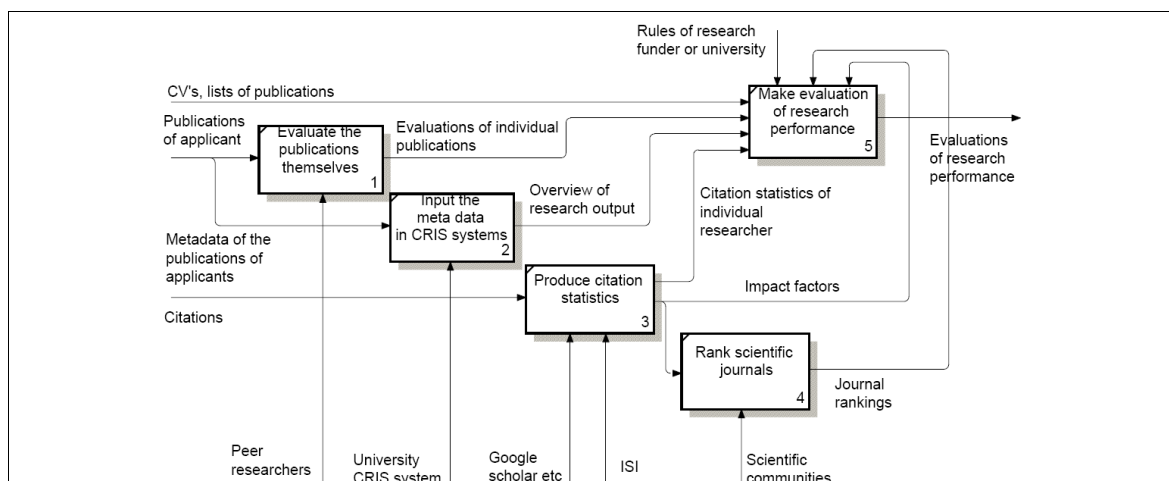 Rules of research
funder or university
CV's, lists of publications
Publications
of applicant
Evaluate the
publications
themselves
1
Evaluations of individual
publications
Make evaluation
of research
performance
5
Evaluations
of research
performance
Input the
meta data
in CRIS systems
2
Overview of
research output
Citation statistics of
individual
researcher
Metadata of the
publications of
applicants
Produce citation
statistics
3
Impact factors
Citations
Rank scientific
journals
4
Journal
rankings
Peer
researchers
University
CRIS system
Google
scholar etc
ISI
Scientific
communities